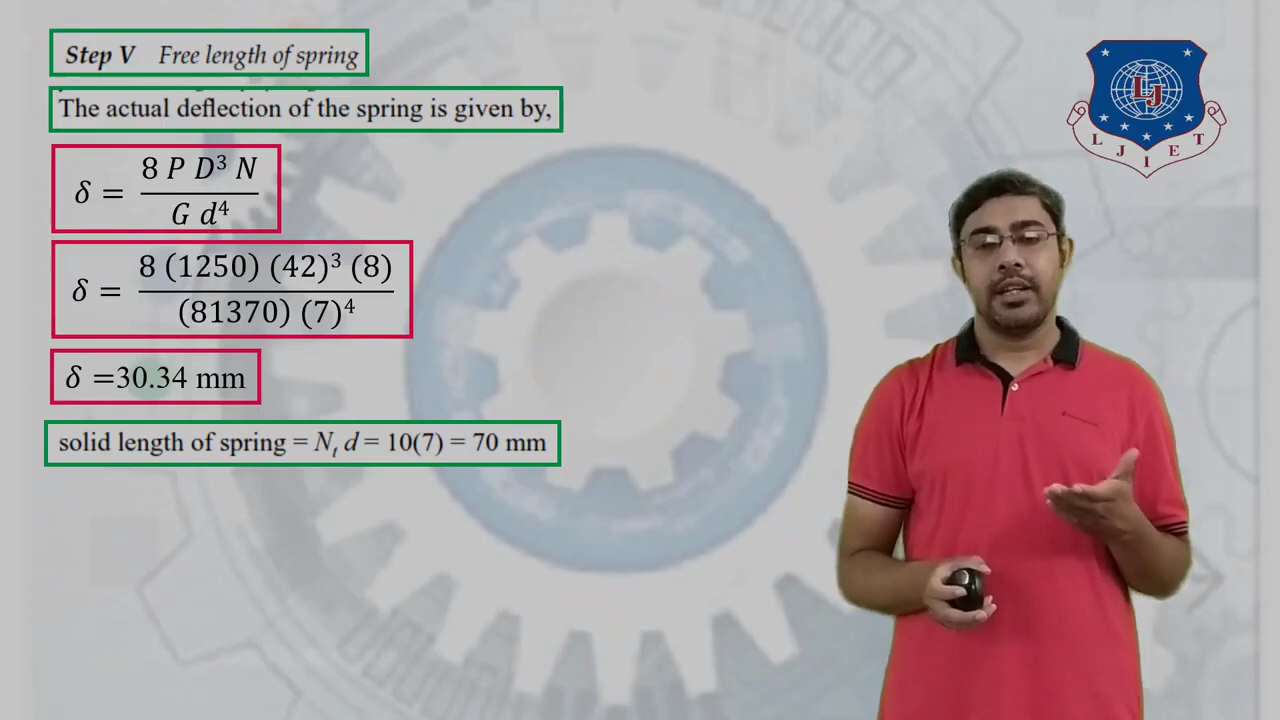 Step V Free length of spring
The actual deflection of the spring is given by,
δ = 8 P D³ N / G d⁴
δ = 8 (1250) (42)³ (8) / (81370) (7)⁴
δ =30.34 mm
solid length of spring = Nₜ d = 10(7) = 70 mm
LJ
L J I E T